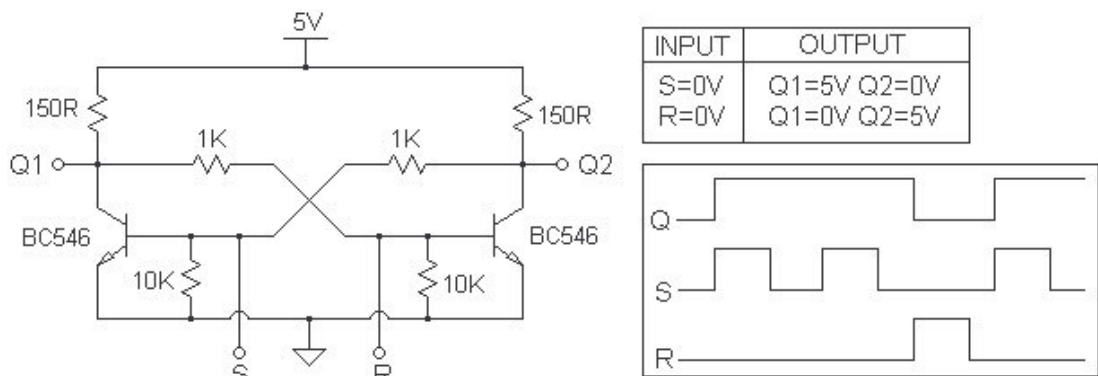 5V
150R
150R
1K
1K
Q1
Q2
BC546
BC546
10K
10K
S
R
INPUT OUTPUT
S=0V Q1=5V Q2=0V
R=0V Q1=0V Q2=5V
Q
S
R